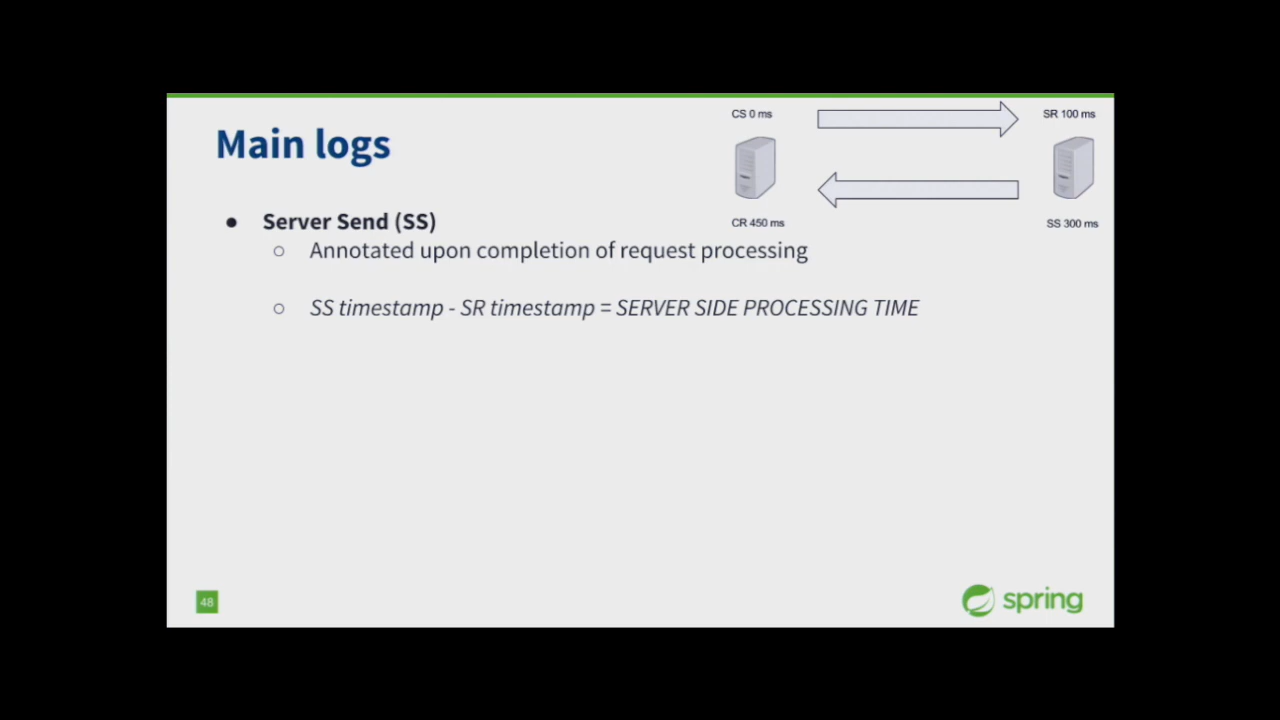 Main logs
CS 0 ms
SR 100 ms
CR 450 ms
SS 300 ms
● Server Send (SS)
○ Annotated upon completion of request processing
○ SS timestamp - SR timestamp = SERVER SIDE PROCESSING TIME
48
spring